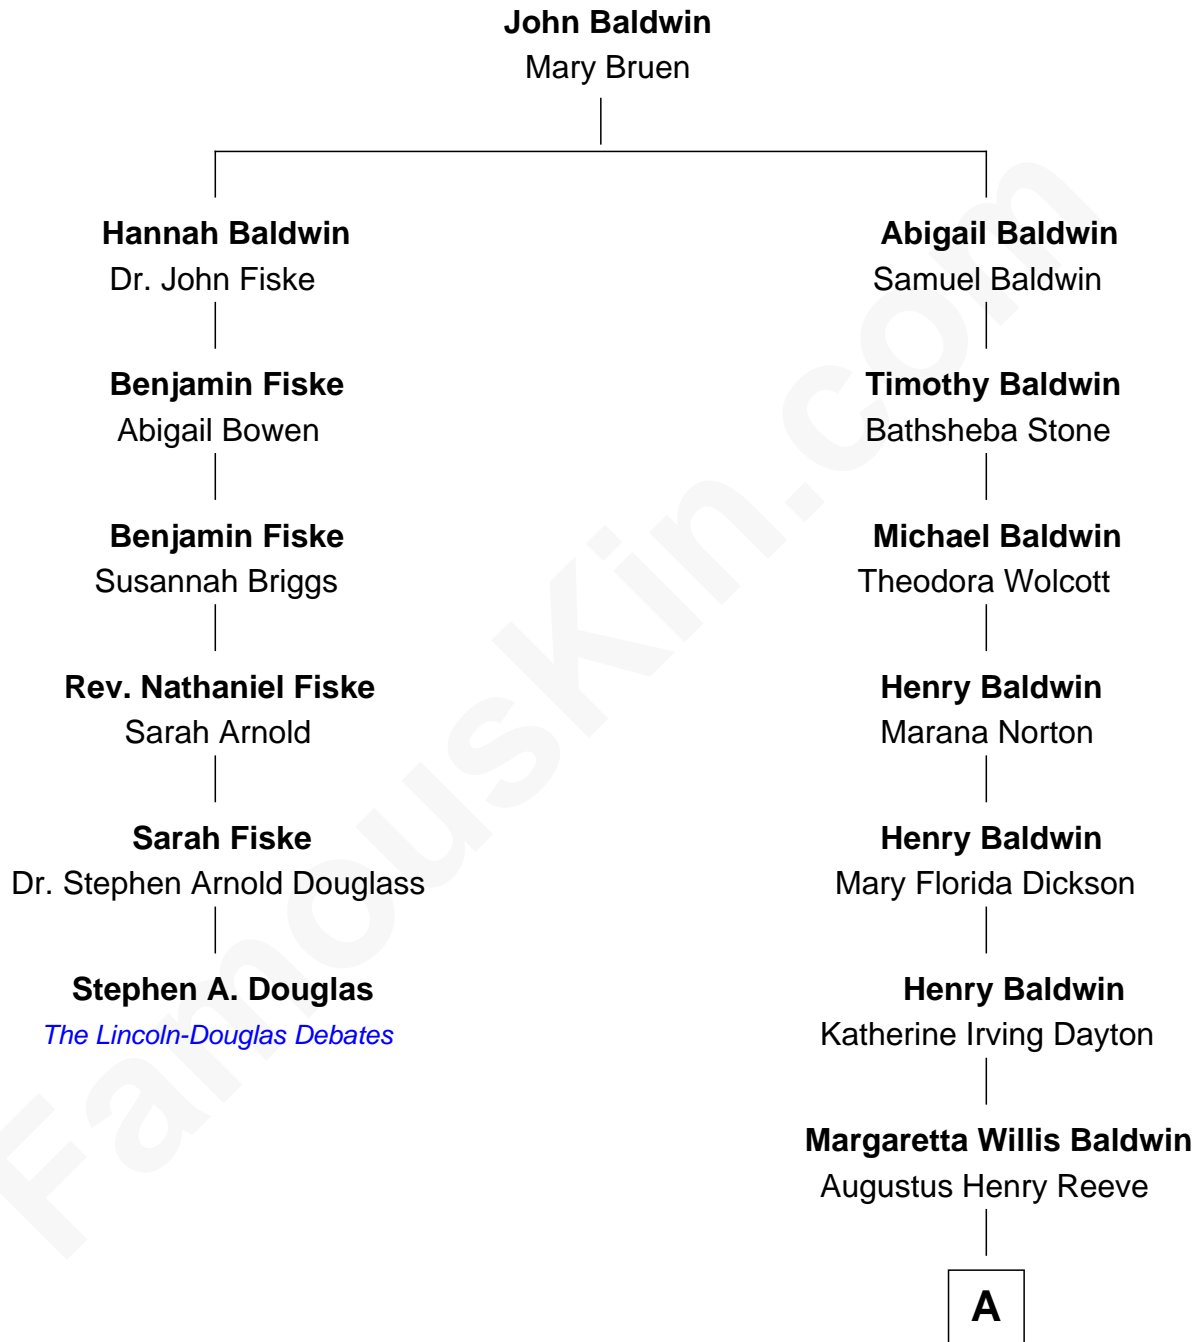 John Baldwin
Mary Bruen
Hannah Baldwin
Dr. John Fiske
Abigail Baldwin
Samuel Baldwin
Benjamin Fiske
Abigail Bowen
Timothy Baldwin
Bathsheba Stone
Benjamin Fiske
Susannah Briggs
Michael Baldwin
Theodora Wolcott
Rev. Nathaniel Fiske
Sarah Arnold
Henry Baldwin
Marana Norton
Sarah Fiske
Dr. Stephen Arnold Douglass
Henry Baldwin
Mary Florida Dickson
Stephen A. Douglas
The Lincoln-Douglas Debates
Henry Baldwin
Katherine Irving Dayton
Margaretta Willis Baldwin
Augustus Henry Reeve
A
FamousKin.com